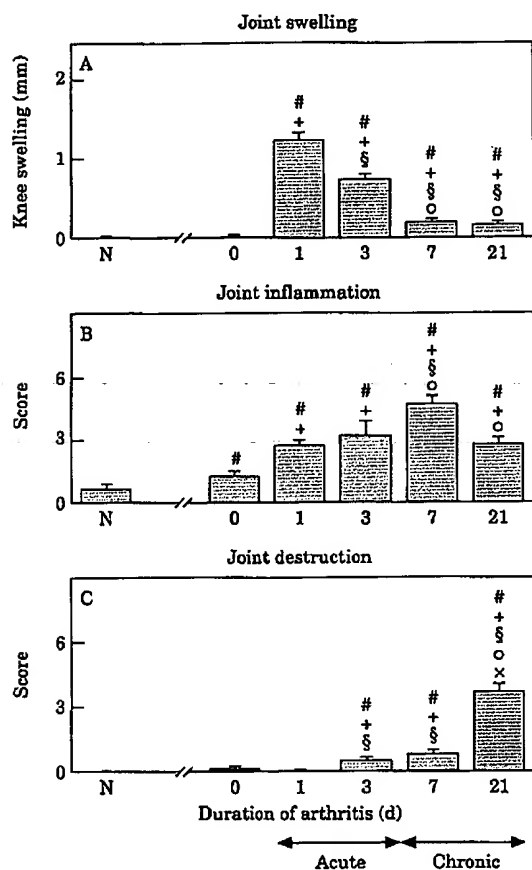 Joint swelling
A
Knee swelling (mm)
2
1
0
#
+
#
+
§
#
+
§
o
#
+
§
o
N 0 1 3 7 21
Joint inflammation
B
Score
6
3
0
#
#
+
#
+
#
+
§
o
#
+
o
N 0 1 3 7 21
Joint destruction
C
Score
6
3
0
#
+
§
#
+
§
#
+
§
o
×
N 0 1 3 7 21
Duration of arthritis (d)
Acute Chronic